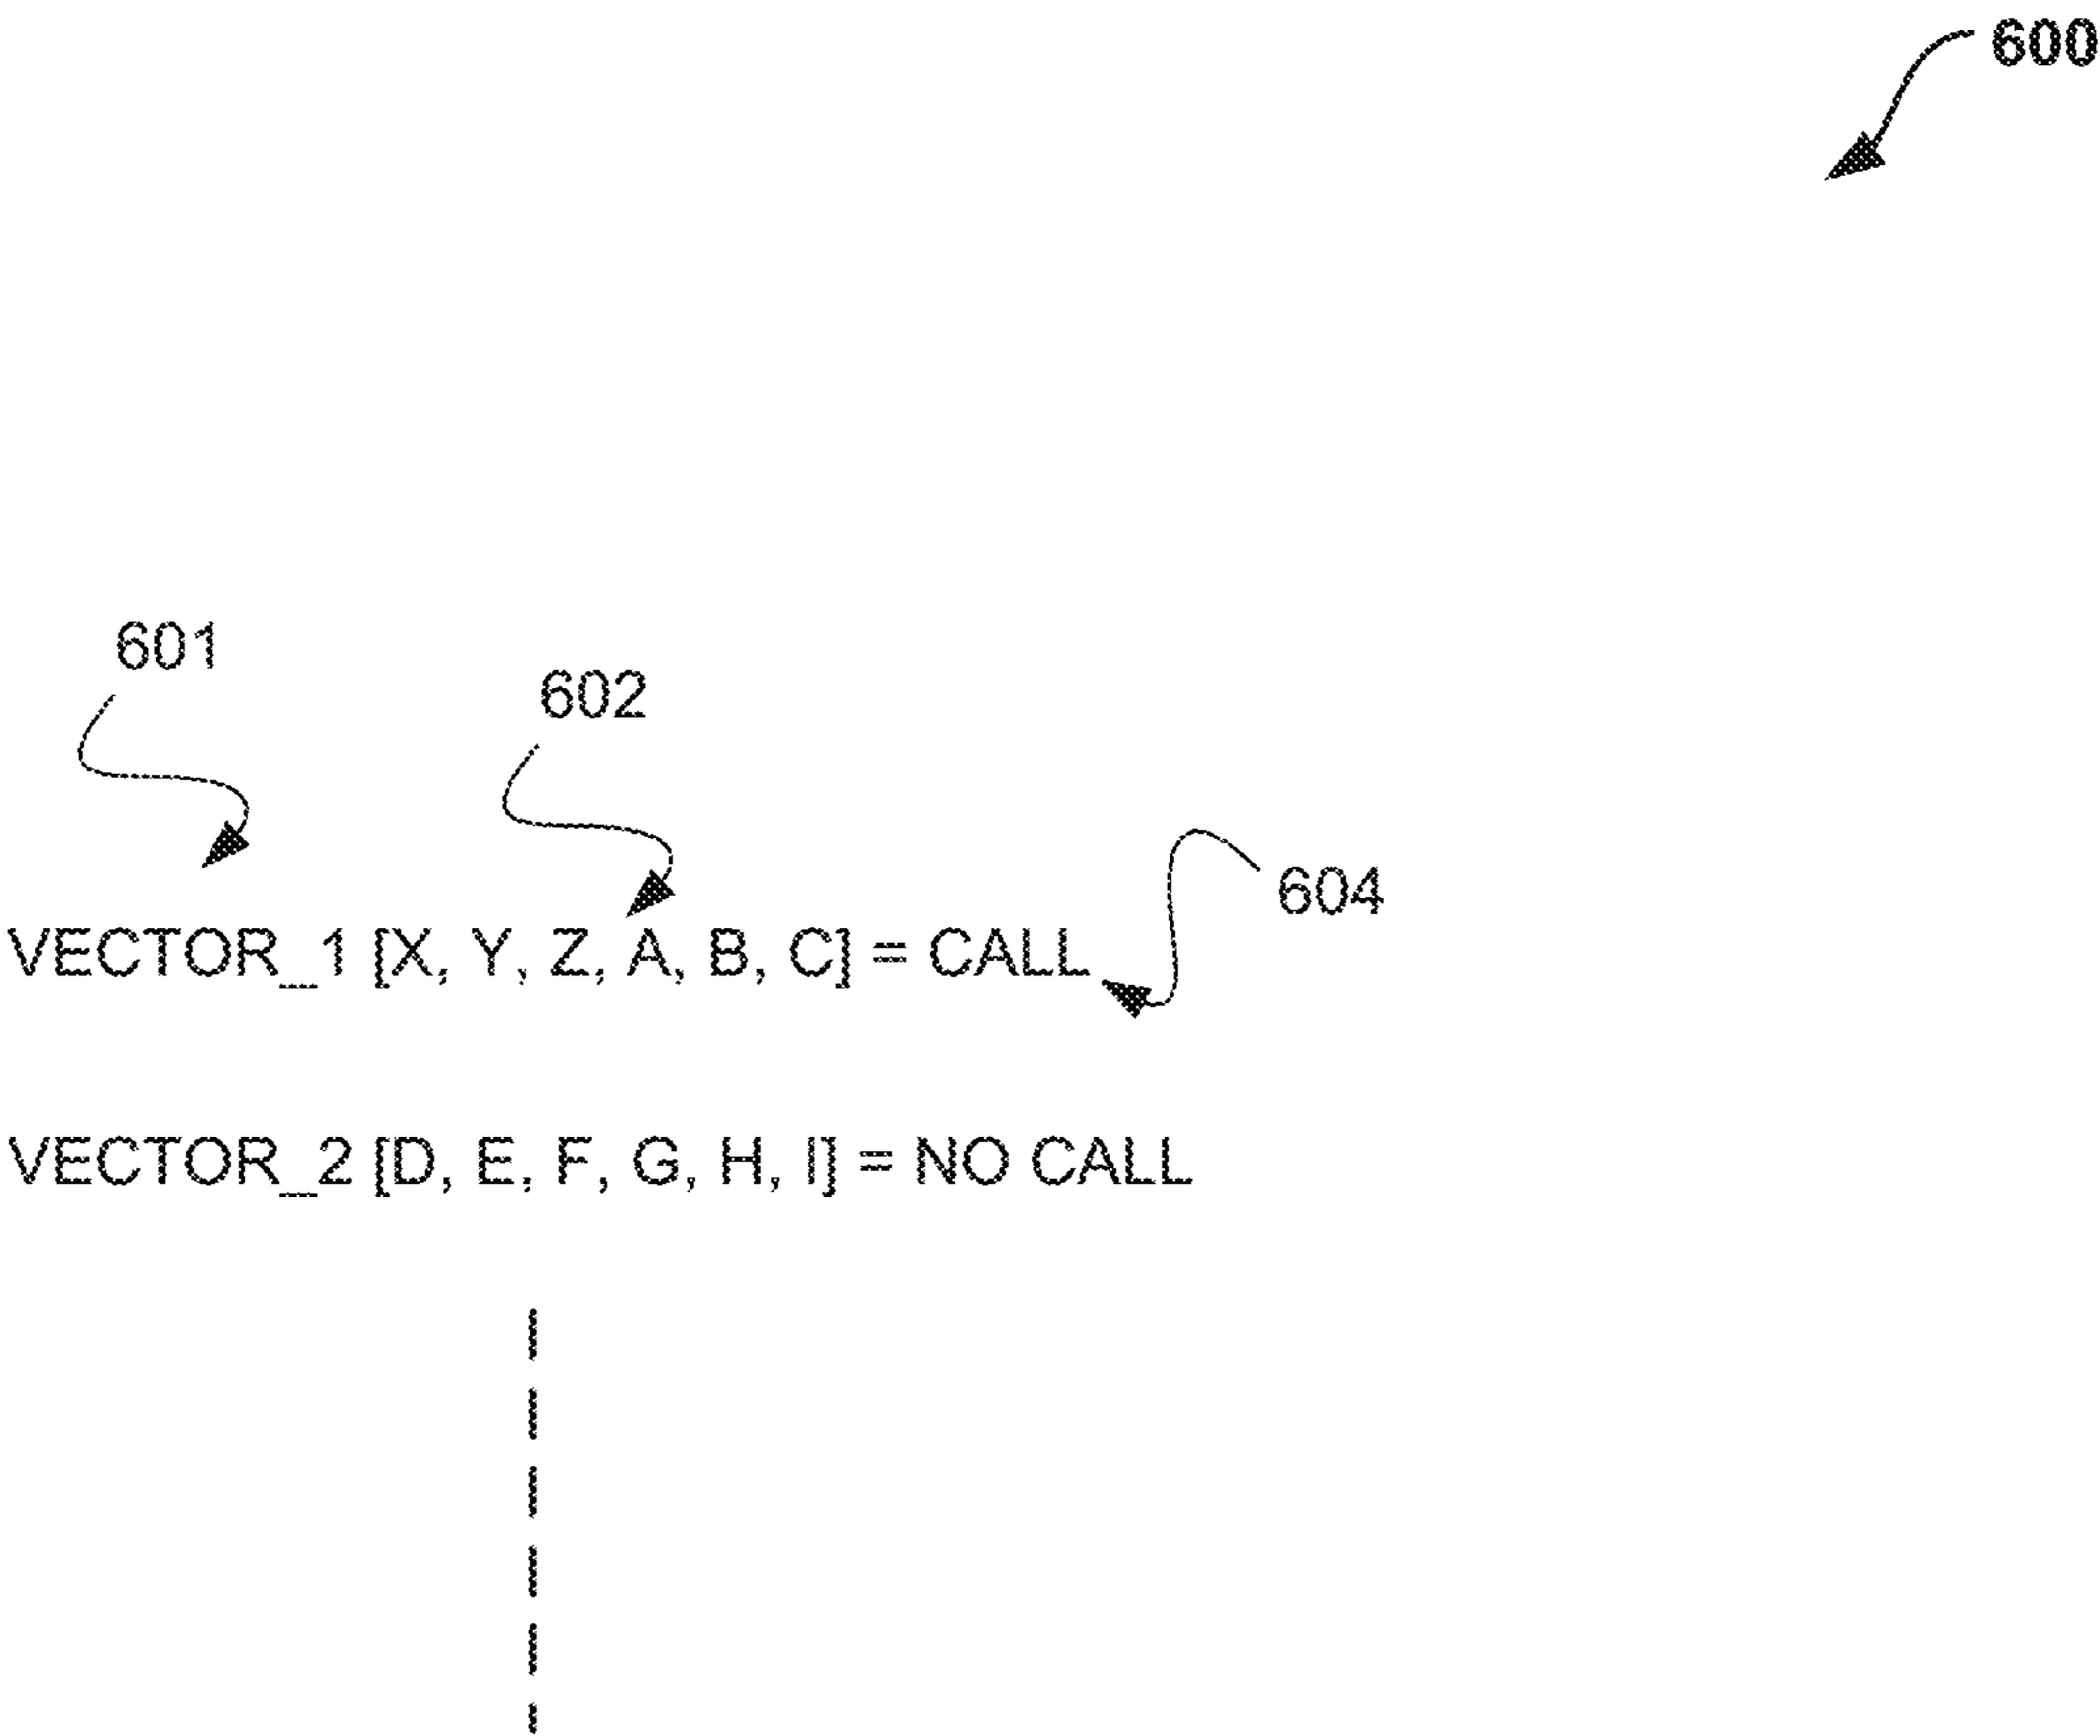 600
601
602
604
VECTOR_1 [X, Y, Z, A, B, C] = CALL
VECTOR_2 [D, E, F, G, H, I] = NO CALL